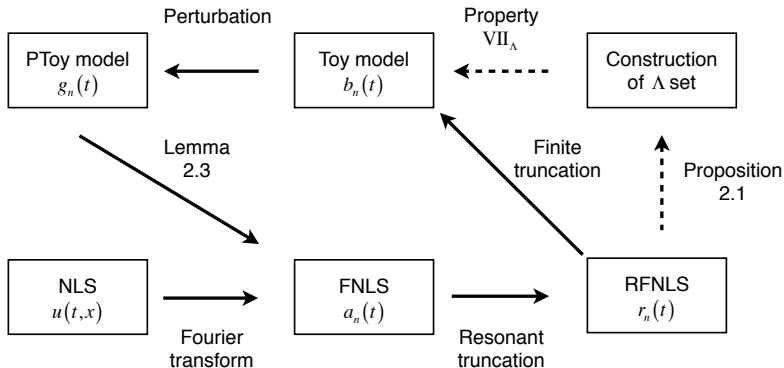 Perturbation
Property
VII_Λ
PToy model
g_n(t)
Toy model
b_n(t)
Construction
of Λ set
Lemma
2.3
Finite
truncation
Proposition
2.1
NLS
u(t,x)
FNLS
a_n(t)
RFNLS
r_n(t)
Fourier
transform
Resonant
truncation